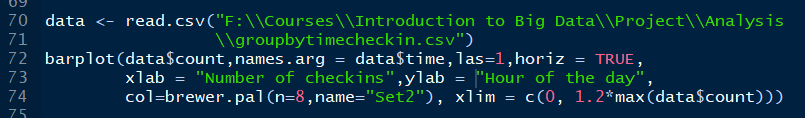 69
70 data <- read.csv("F:\\Courses\\Introduction to Big Data\\Project\\Analysis
71 \\groupbytimecheckin.csv")
72 barplot(data$count,names.arg = data$time,las=1,horiz = TRUE,
73 xlab = "Number of checkins",ylab = "Hour of the day",
74 col=brewer.pal(n=8,name="Set2"), xlim = c(0, 1.2*max(data$count)))
75